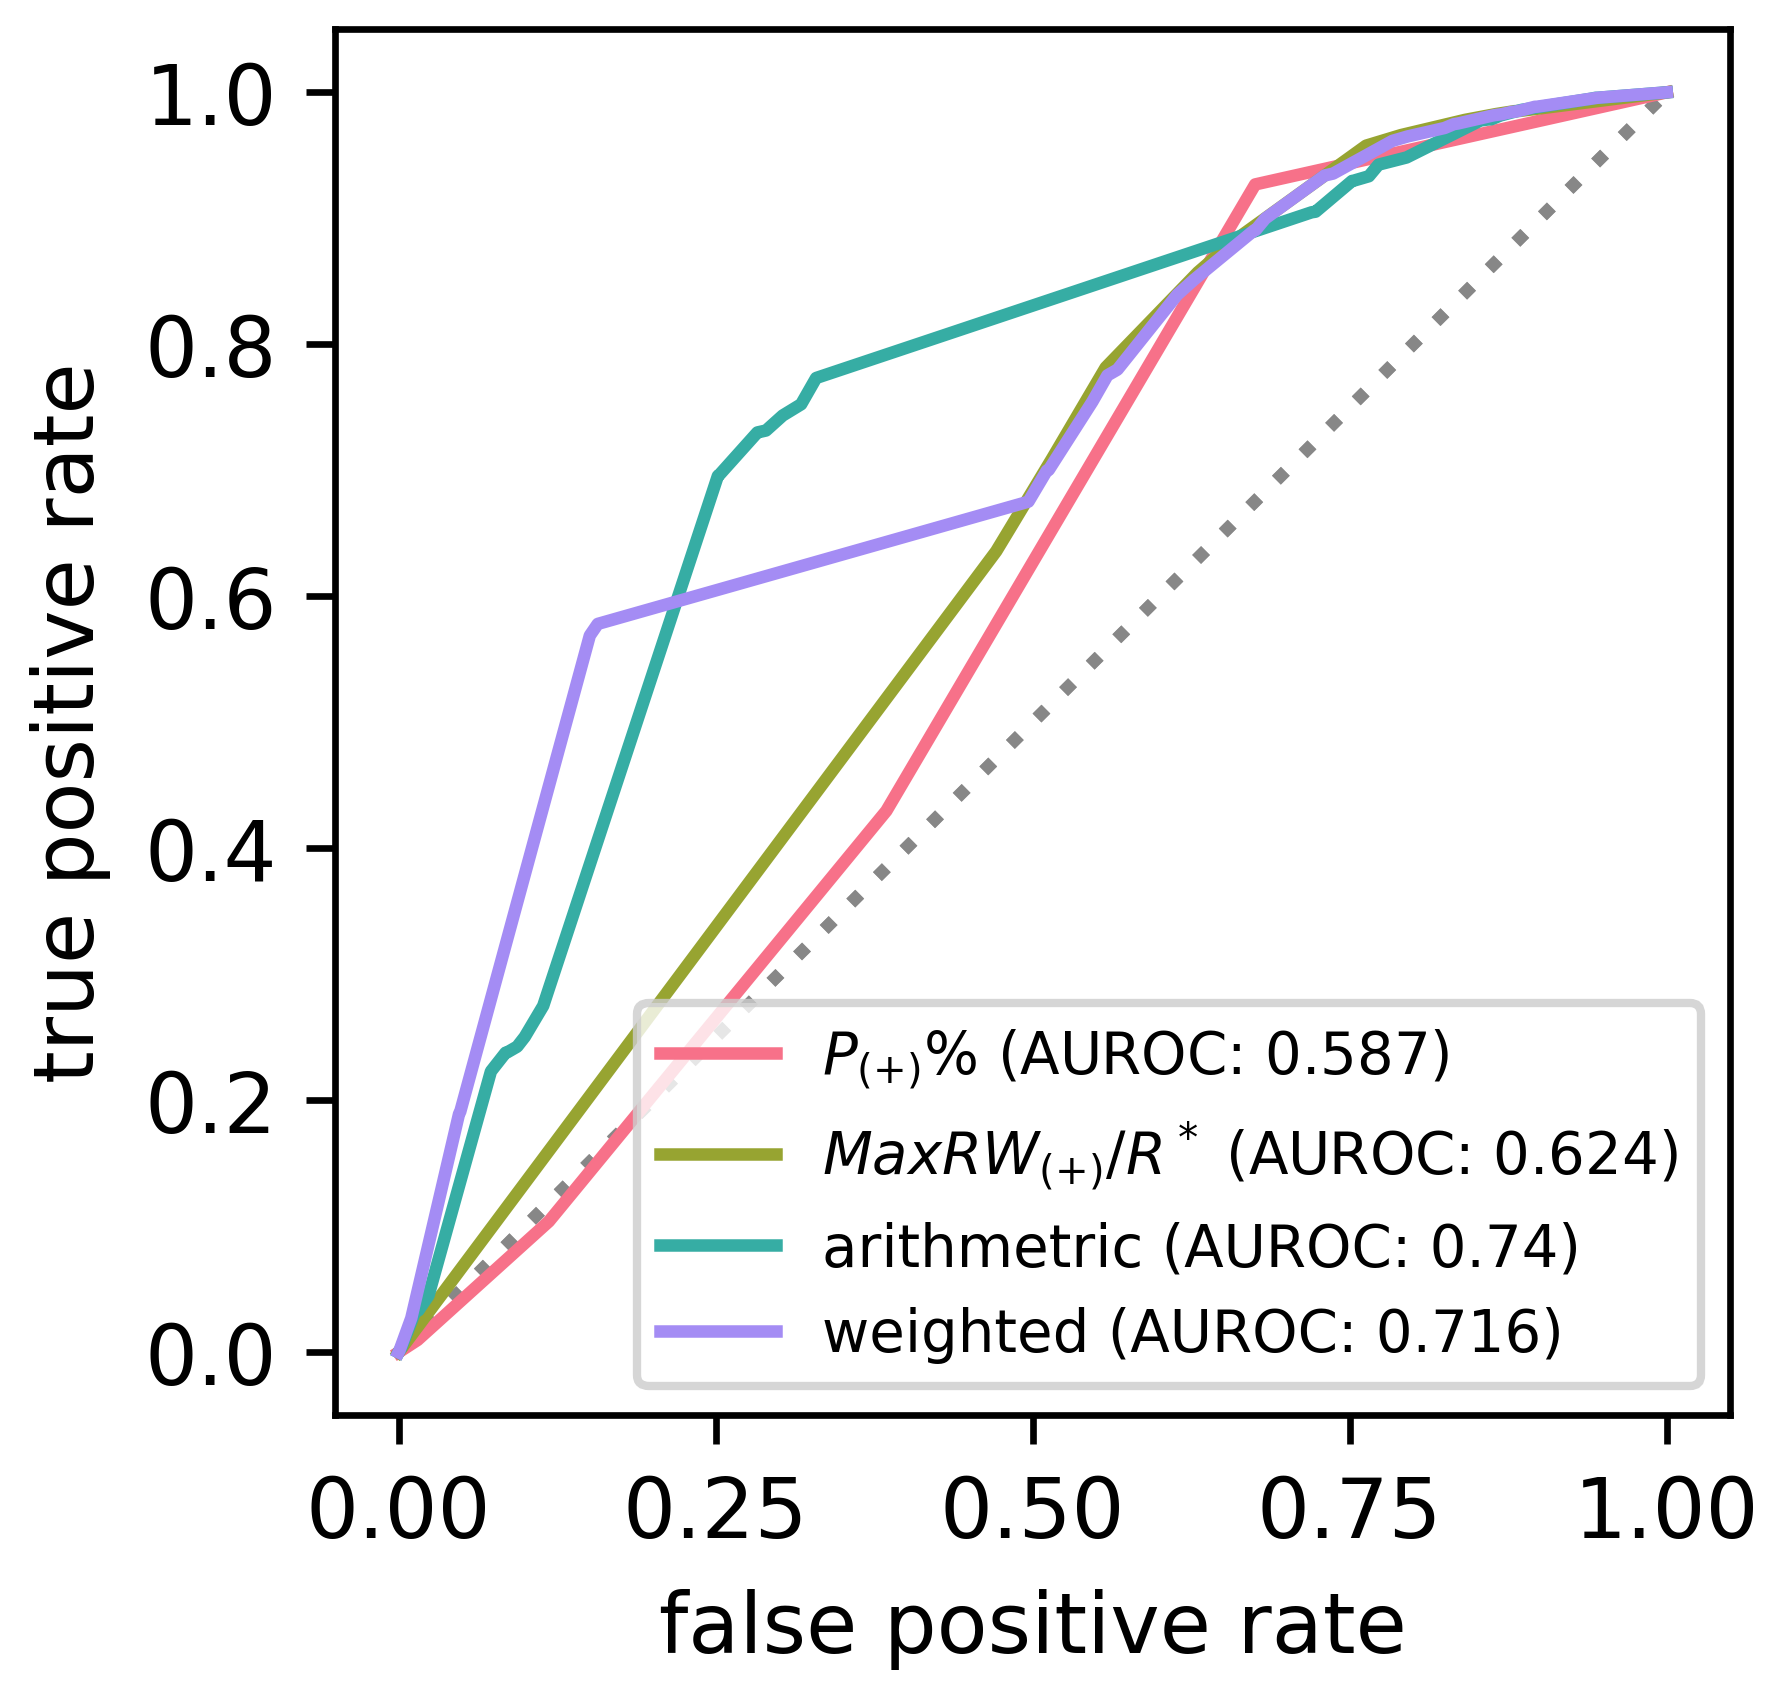 true positive rate
1.0
0.8
0.6
0.4
0.2
0.0
P(+)% (AUROC: 0.587)
MaxRW(+)/R* (AUROC: 0.624)
arithmetric (AUROC: 0.74)
weighted (AUROC: 0.716)
0.00 0.25 0.50 0.75 1.00
false positive rate